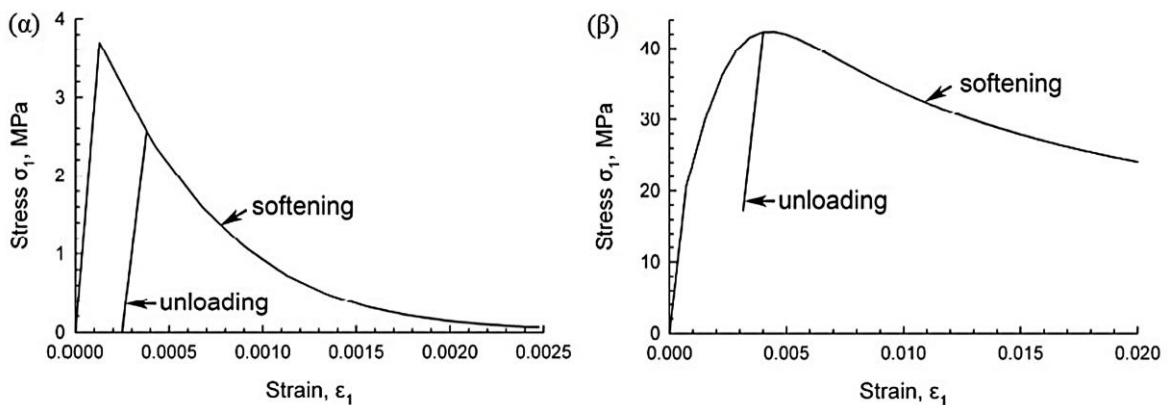 (α)
4
3
2
1
0
Stress σ₁, MPa
softening
unloading
0.0000
0.0005
0.0010
0.0015
0.0020
0.0025
Strain, ε₁
(β)
40
30
20
10
0
Stress σ₁, MPa
softening
unloading
0.000
0.005
0.010
0.015
0.020
Strain, ε₁